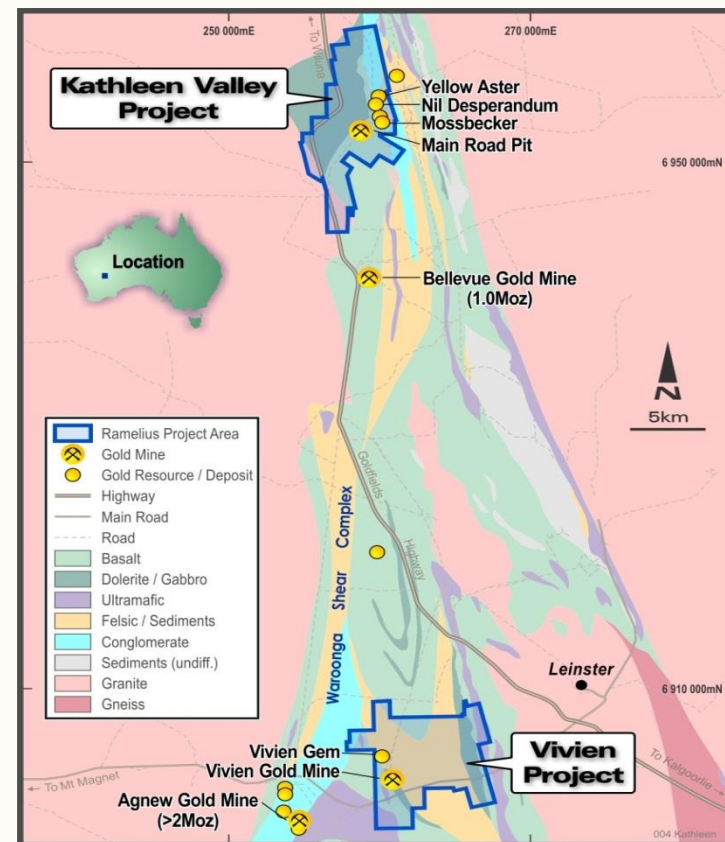 250 000mE
270 000mE
To Wiluna
Kathleen Valley
Project
Yellow Aster
Nil Desperandum
Mossbecker
Main Road Pit
6 950 000mN
Location
Bellevue Gold Mine
(1.0Moz)
N
5km
Ramelius Project Area
Gold Mine
Gold Resource / Deposit
Highway
Main Road
Road
Basalt
Dolerite / Gabbro
Ultramafic
Felsic / Sediments
Conglomerate
Sediments (undiff.)
Granite
Gneiss
Goldfields
Highway
Waroonga Shear Complex
Leinster
6 910 000mN
Vivien Gem
Vivien Gold Mine
Vivien
Project
To Mt Magnet
Agnew Gold Mine
(>2Moz)
To Kalgoorlie
004 Kathleen
250 000mE
270 000mE